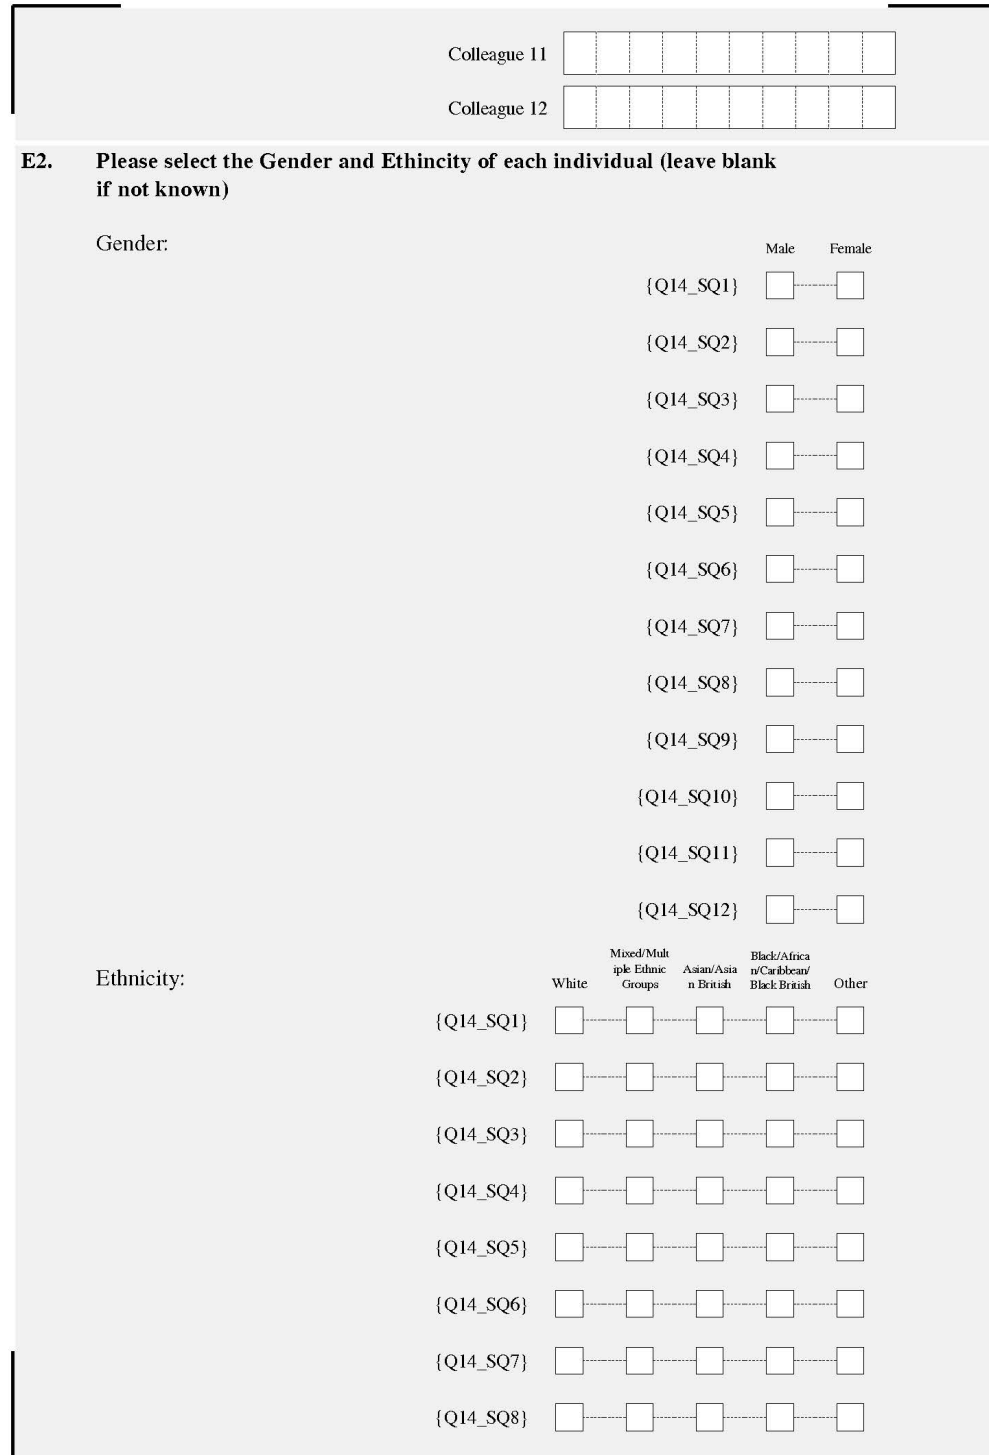 Colleague 11
Colleague 12
E2. Please select the Gender and Ethincity of each individual (leave blank
if not known)
Gender:
Male Female
{Q14_SQ1}
{Q14_SQ2}
{Q14_SQ3}
{Q14_SQ4}
{Q14_SQ5}
{Q14_SQ6}
{Q14_SQ7}
{Q14_SQ8}
{Q14_SQ9}
{Q14_SQ10}
{Q14_SQ11}
{Q14_SQ12}
Ethnicity:
White
Mixed/Mult
iple Ethnic
Groups
Asian/Asia
n British
Black/Africa
n/Caribbean/
Black British
Other
{Q14_SQ1}
{Q14_SQ2}
{Q14_SQ3}
{Q14_SQ4}
{Q14_SQ5}
{Q14_SQ6}
{Q14_SQ7}
{Q14_SQ8}